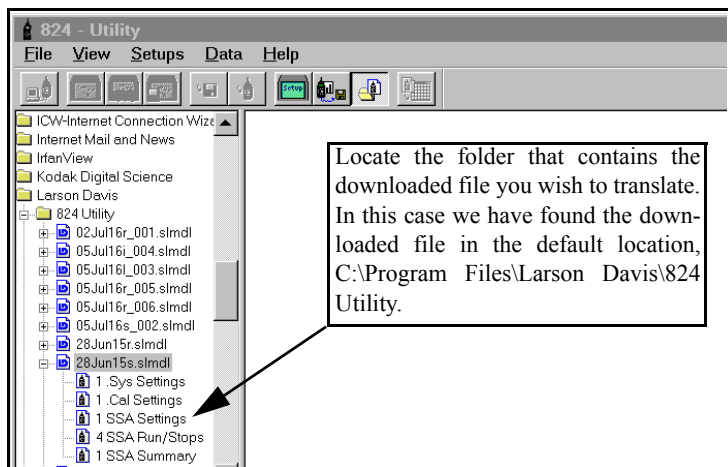 824 - Utility
File View Setups Data Help
Setup
ICW-Internet Connection Wiza
Internet Mail and News
IrfanView
Kodak Digital Science
Larson Davis
824 Utility
02Jul16r_001.slmdl
05Jul16i_004.slmdl
05Jul16l_003.slmdl
05Jul16r_005.slmdl
05Jul16r_006.slmdl
05Jul16s_002.slmdl
28Jun15r.slmdl
28Jun15s.slmdl
1 .Sys Settings
1 .Cal Settings
1 SSA Settings
4 SSA Run/Stops
1 SSA Summary
Locate the folder that contains the
downloaded file you wish to translate.
In this case we have found the down-
loaded file in the default location,
C:\Program Files\Larson Davis\824
Utility.